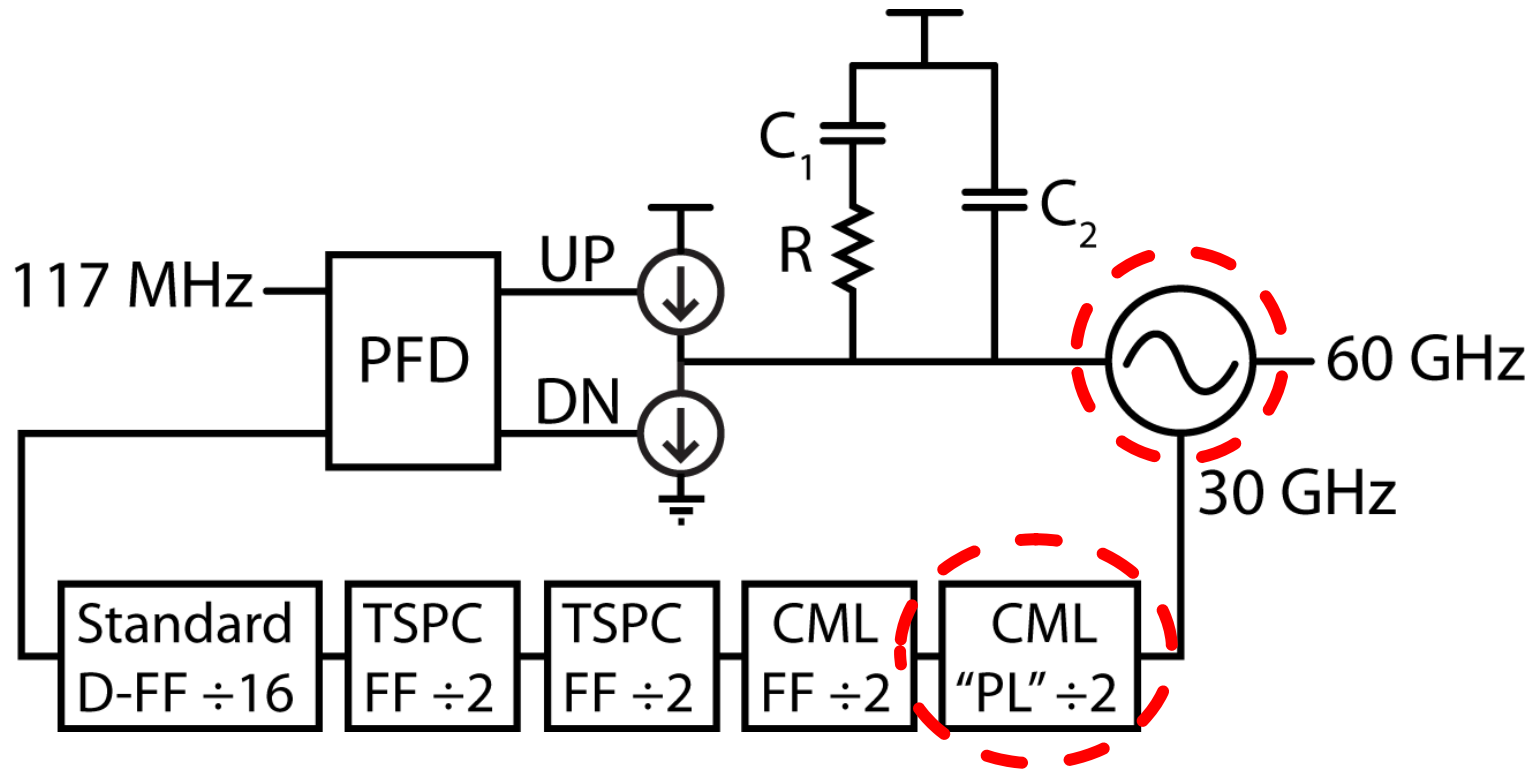 C1
R
C2
117 MHz
UP
PFD
DN
60 GHz
30 GHz
Standard
D-FF ÷16
TSPC
FF ÷2
TSPC
FF ÷2
CML
FF ÷2
CML
“PL” ÷2